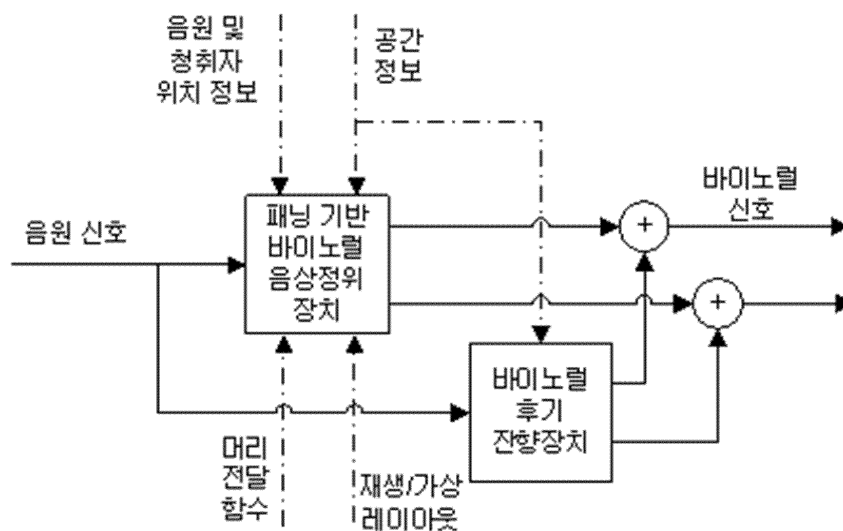 음원 및
청취자
위치 정보
공간
정보
음원 신호
패닝 기반
바이노럴
음상정위
장치
+
바이노럴
신호
+
바이노럴
후기
잔향장치
머리
전달
함수
재생/가상
레이아웃